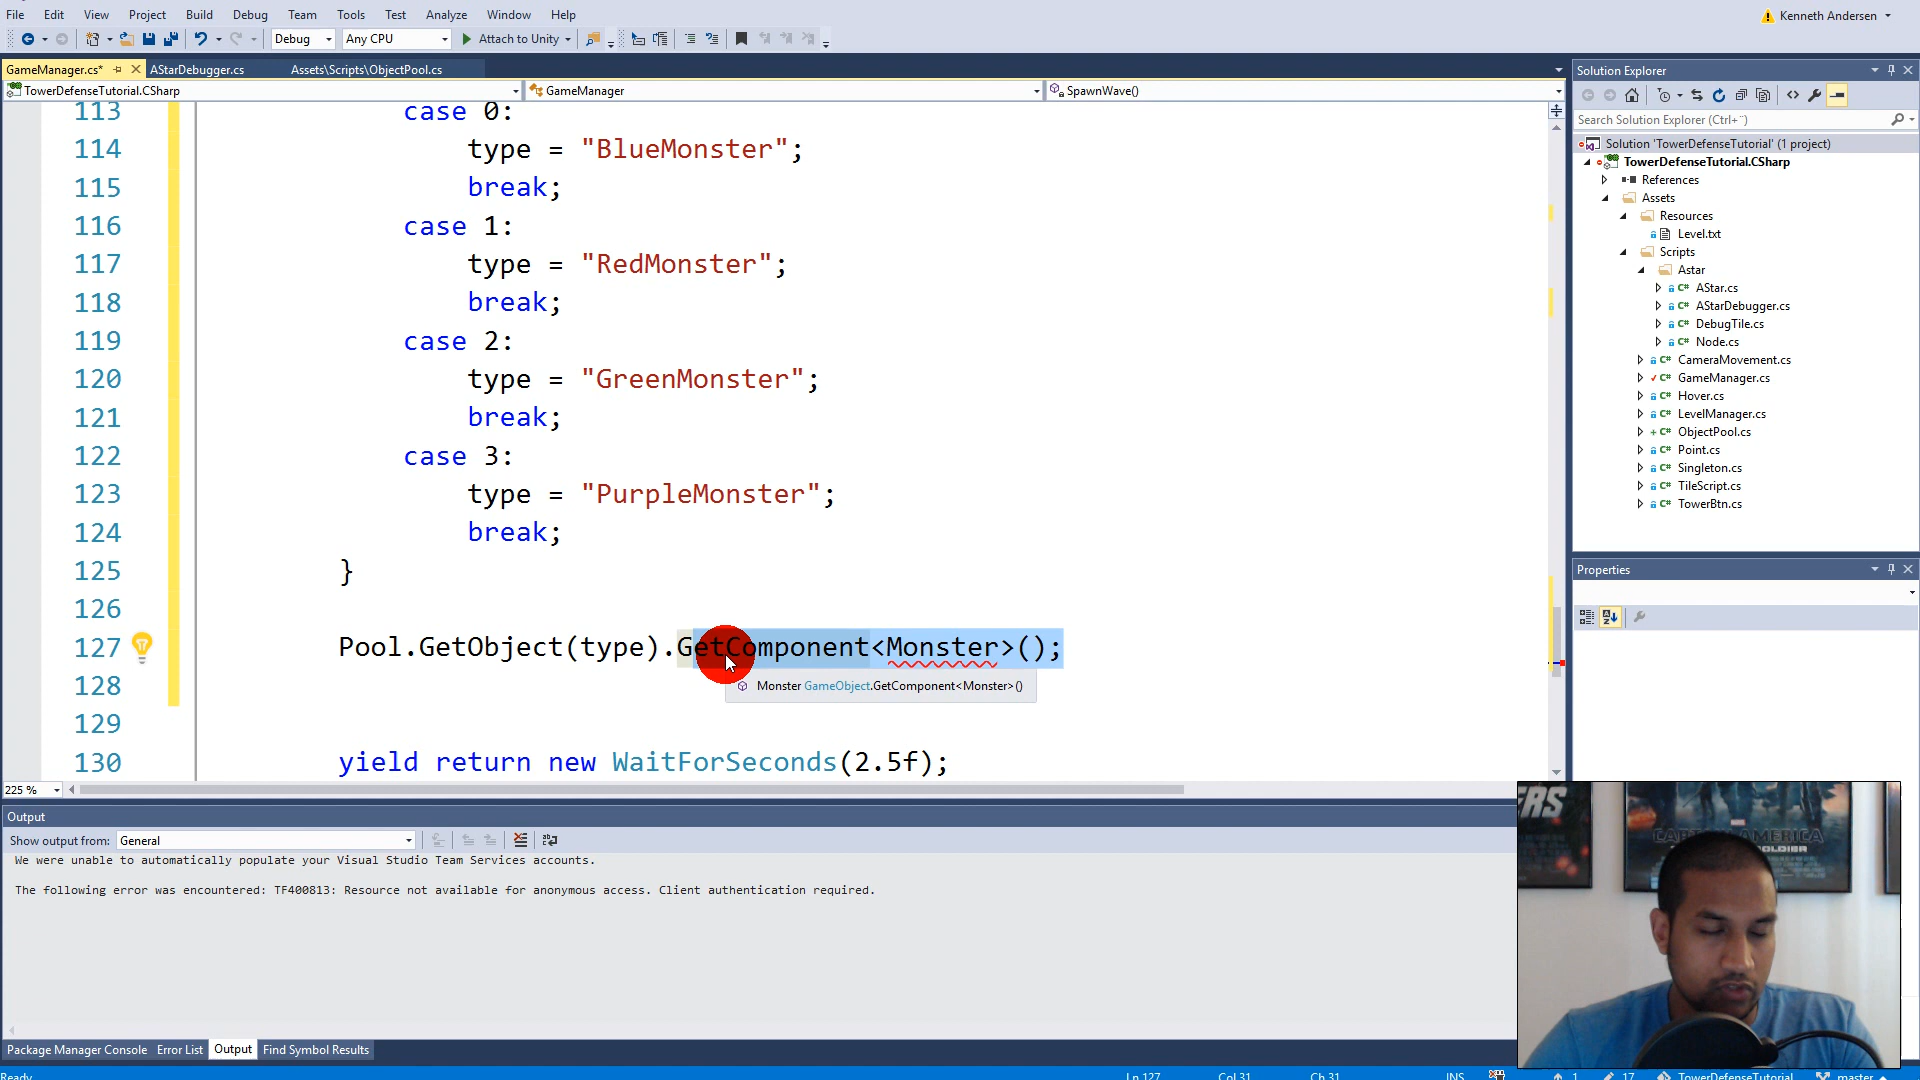 File Edit View Project Build Debug Team Tools Test Analyze Window Help
Kenneth Andersen
Debug Any CPU Attach to Unity
GameManager.cs* AStarDebugger.cs Assets\Scripts\ObjectPool.cs
TowerDefenseTutorial.CSharp GameManager SpawnWave()
113 case 0:
114 type = "BlueMonster";
115 break;
116 case 1:
117 type = "RedMonster";
118 break;
119 case 2:
120 type = "GreenMonster";
121 break;
122 case 3:
123 type = "PurpleMonster";
124 break;
125 }
126
127 Pool.GetObject(type).GetComponent<Monster>();
Monster GameObject.GetComponent<Monster>()
128
129
130 yield return new WaitForSeconds(2.5f);
225 %
Output
Show output from: General
We were unable to automatically populate your Visual Studio Team Services accounts.
The following error was encountered: TF400813: Resource not available for anonymous access. Client authentication required.
Package Manager Console Error List Output Find Symbol Results
Ready Ln 127 Col 31 Ch 31 INS 1 17 TowerDefenseTutorial master
Solution Explorer
Search Solution Explorer (Ctrl+¨)
Solution 'TowerDefenseTutorial' (1 project)
TowerDefenseTutorial.CSharp
References
Assets
Resources
Level.txt
Scripts
Astar
C# AStar.cs
C# AStarDebugger.cs
C# DebugTile.cs
C# Node.cs
C# CameraMovement.cs
C# GameManager.cs
C# Hover.cs
C# LevelManager.cs
C# ObjectPool.cs
C# Point.cs
C# Singleton.cs
C# TileScript.cs
C# TowerBtn.cs
Properties
ERS
CAPTAIN AMERICA